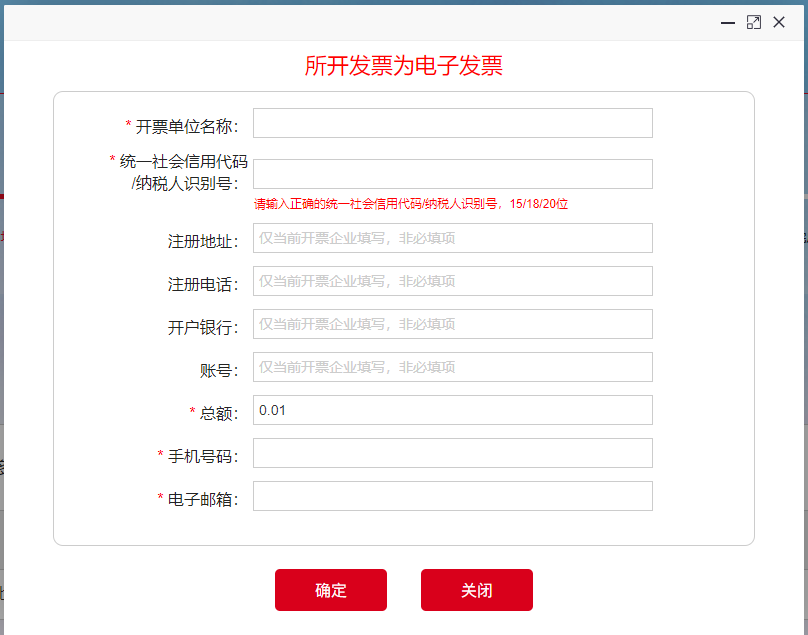 所开发票为电子发票
* 开票单位名称：
* 统一社会信用代码
/纳税人识别号：
请输入正确的统一社会信用代码/纳税人识别号，15/18/20位
注册地址： 仅当前开票企业填写，非必填项
注册电话： 仅当前开票企业填写，非必填项
开户银行： 仅当前开票企业填写，非必填项
账号： 仅当前开票企业填写，非必填项
* 总额： 0.01
* 手机号码：
* 电子邮箱：
确定 关闭